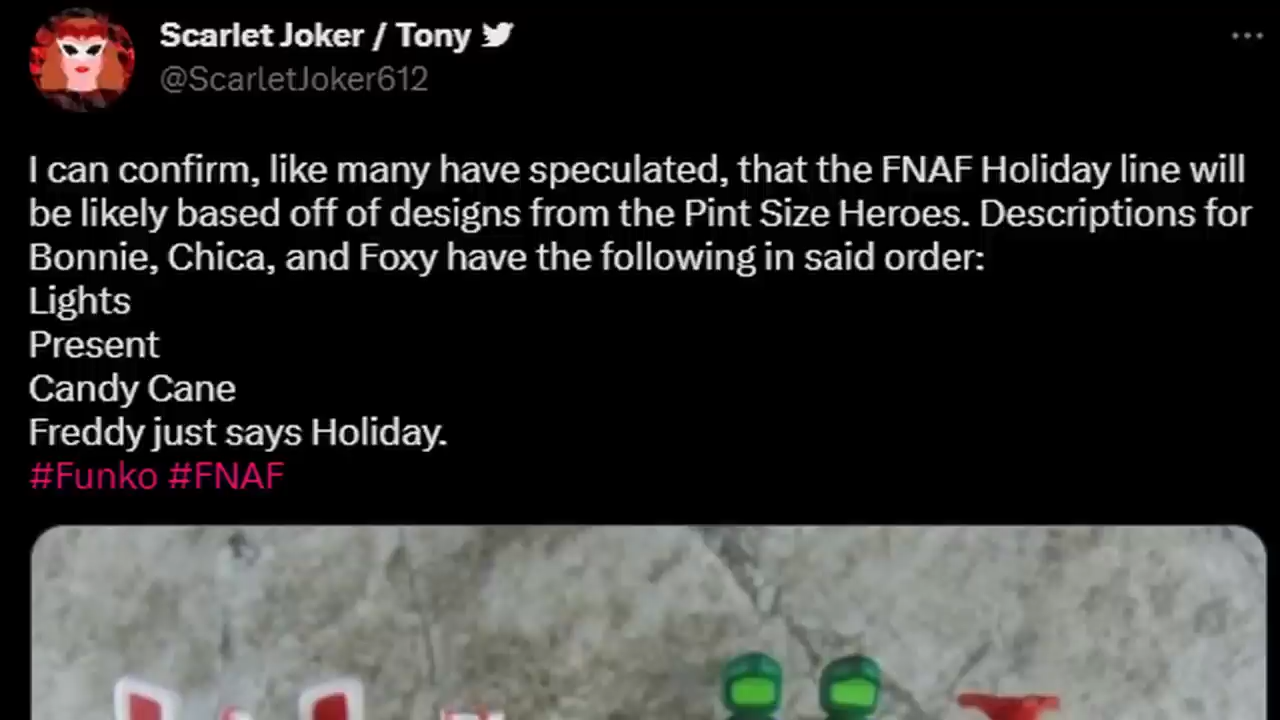 Scarlet Joker / Tony
@ScarletJoker612
I can confirm, like many have speculated, that the FNAF Holiday line will
be likely based off of designs from the Pint Size Heroes. Descriptions for
Bonnie, Chica, and Foxy have the following in said order:
Lights
Present
Candy Cane
Freddy just says Holiday.
#Funko #FNAF